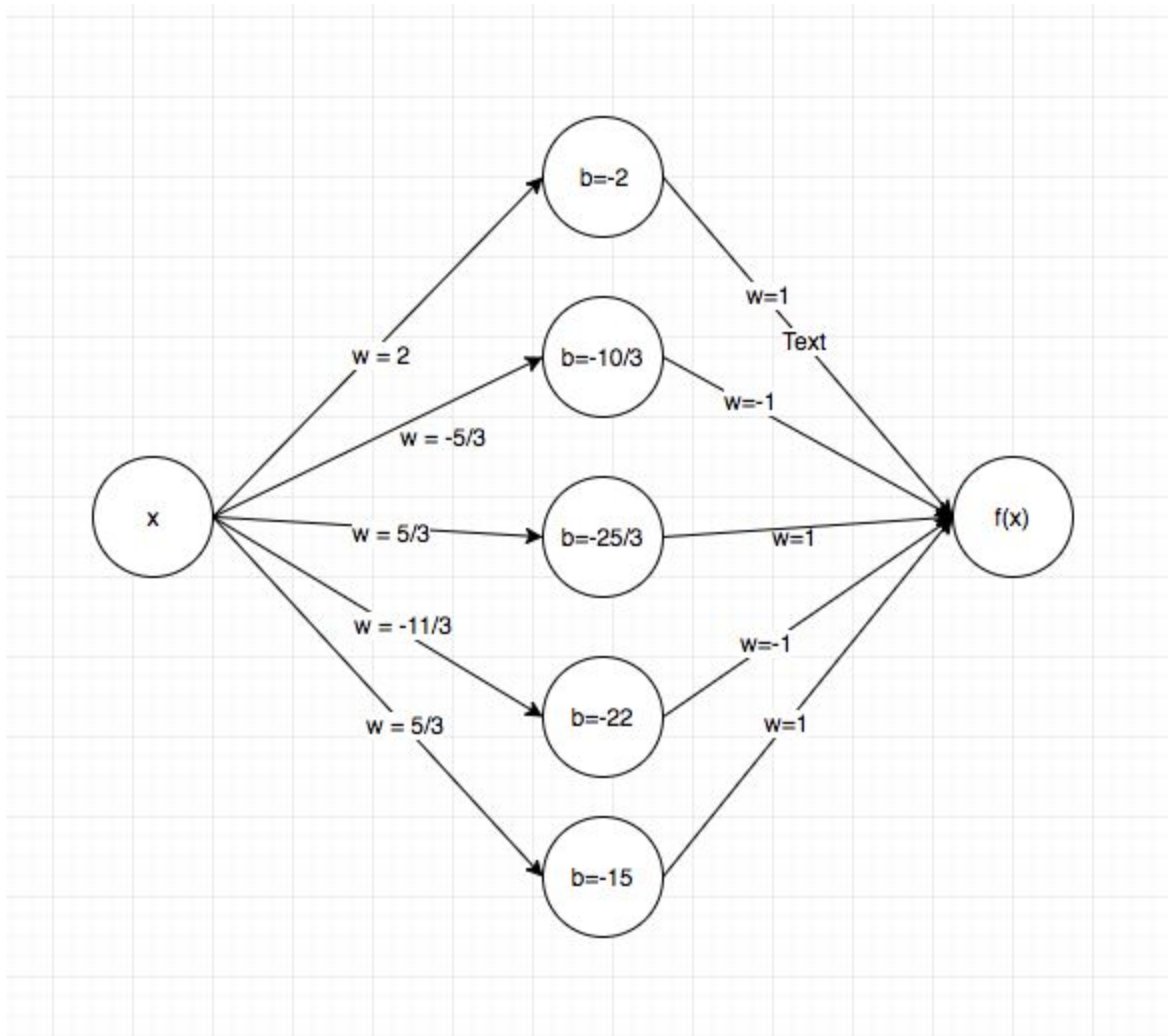 b=-2
w=1
Text
w = 2
b=-10/3
w=-1
w = -5/3
x
w = 5/3
b=-25/3
w=1
f(x)
w = -11/3
w=-1
b=-22
w = 5/3
w=1
b=-15